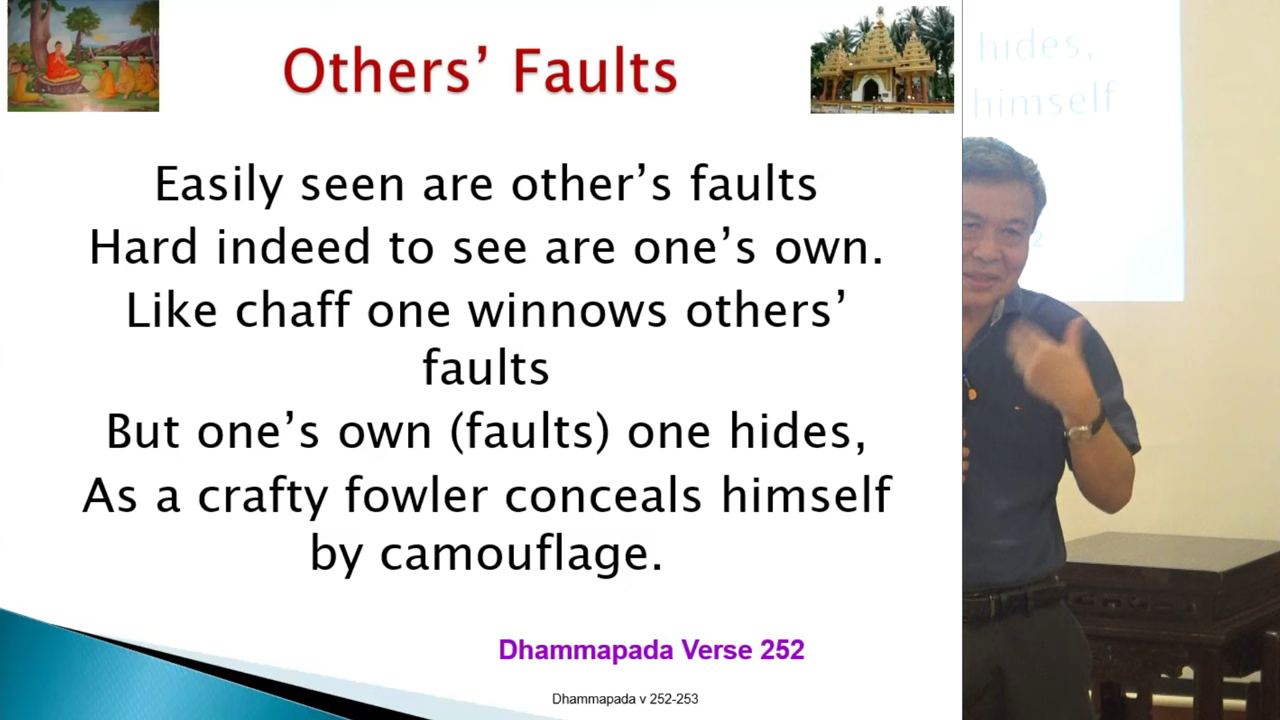 Others’ Faults
Easily seen are other’s faults
Hard indeed to see are one’s own.
Like chaff one winnows others’
faults
But one’s own (faults) one hides,
As a crafty fowler conceals himself
by camouflage.
Dhammapada Verse 252
Dhammapada v 252-253
hides,
himself
2